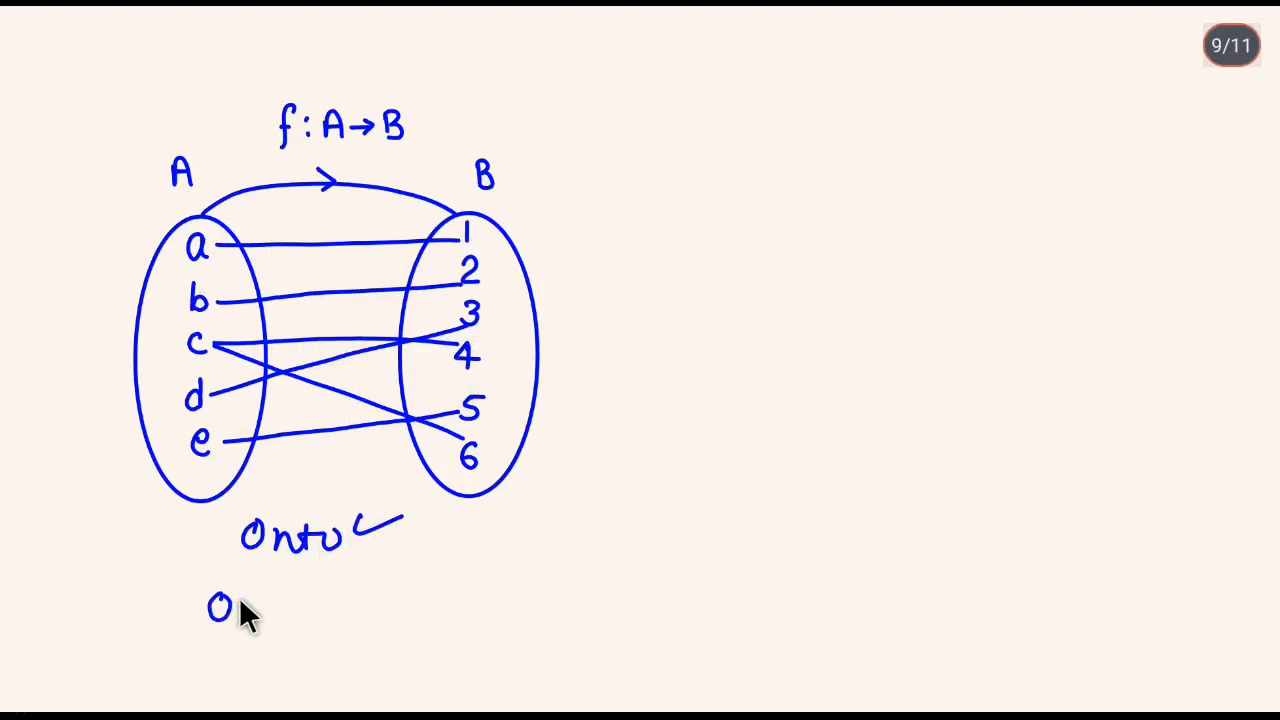 9/11
f : A → B
A B
a 1
b 2
c 3
d 4
e 5
6
Onto ✓
O